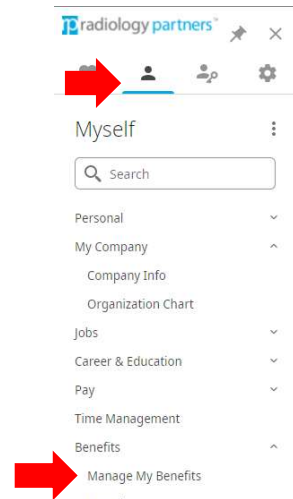 rp radiology partners
Myself
Search
Personal
My Company
Company Info
Organization Chart
Jobs
Career & Education
Pay
Time Management
Benefits
Manage My Benefits